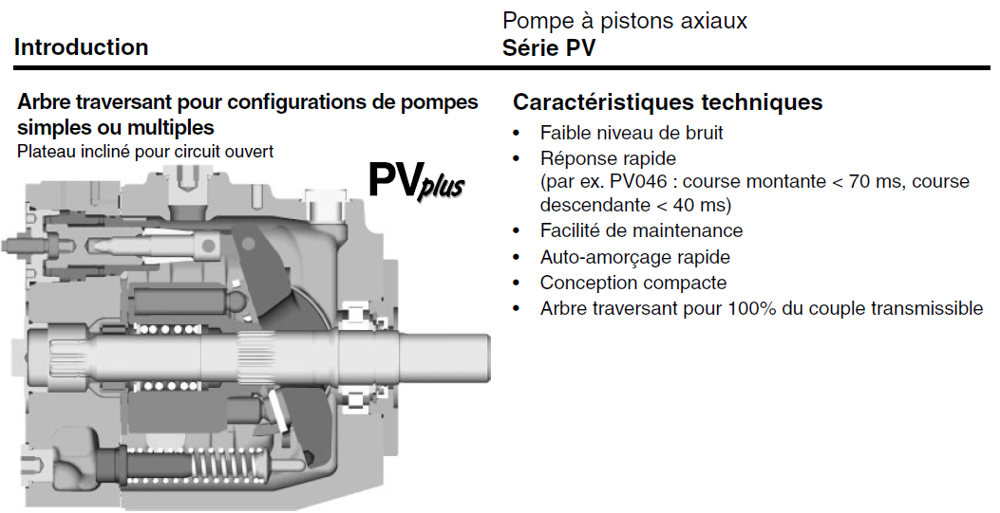 Introduction
Pompe à pistons axiaux
Série PV
Arbre traversant pour configurations de pompes
simples ou multiples
Plateau incliné pour circuit ouvert
PVplus
Caractéristiques techniques
• Faible niveau de bruit
• Réponse rapide
(par ex. PV046 : course montante < 70 ms, course
descendante < 40 ms)
• Facilité de maintenance
• Auto-amorçage rapide
• Conception compacte
• Arbre traversant pour 100% du couple transmissible